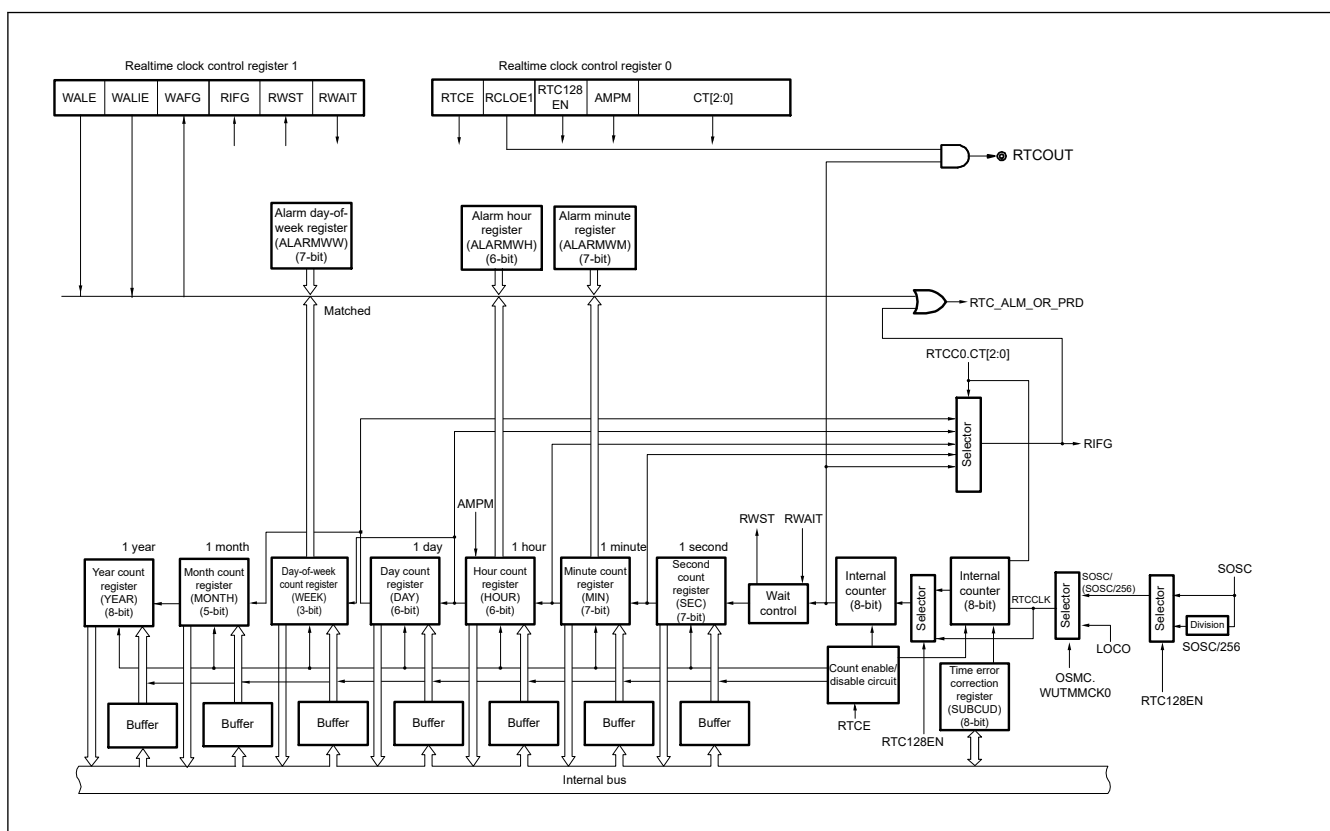 Realtime clock control register 1
WALE WALIE WAFG RIFG RWST RWAIT
Realtime clock control register 0
RTCE RCLOE1 RTC128 EN AMPM CT[2:0]
RTCOUT
Alarm day-of-
week register
(ALARMWW)
(7-bit)
Alarm hour
register
(ALARMWH)
(6-bit)
Alarm minute
register
(ALARMWM)
(7-bit)
Matched
RTC_ALM_OR_PRD
RTCC0.CT[2:0]
Selector
RIFG
AMPM
RWST
RWAIT
1 year
Year count
register
(YEAR)
(8-bit)
1 month
Month count
register
(MONTH)
(5-bit)
Day-of-week
count register
(WEEK)
(3-bit)
1 day
Day count
register
(DAY)
(6-bit)
1 hour
Hour count
register
(HOUR)
(6-bit)
1 minute
Minute count
register
(MIN)
(7-bit)
1 second
Second
count
register
(SEC)
(7-bit)
Wait
control
Internal
counter
(8-bit)
Selector
Internal
counter
(8-bit)
RTCCLK
Selector
SOSC/
(SOSC/256)
Selector
SOSC
Division
SOSC/256
LOCO
OSMC.
WUTMMCK0
RTC128EN
Count enable/
disable circuit
RTCE
RTC128EN
Time error
correction
register
(SUBCUD)
(8-bit)
Buffer
Buffer
Buffer
Buffer
Buffer
Buffer
Buffer
Internal bus